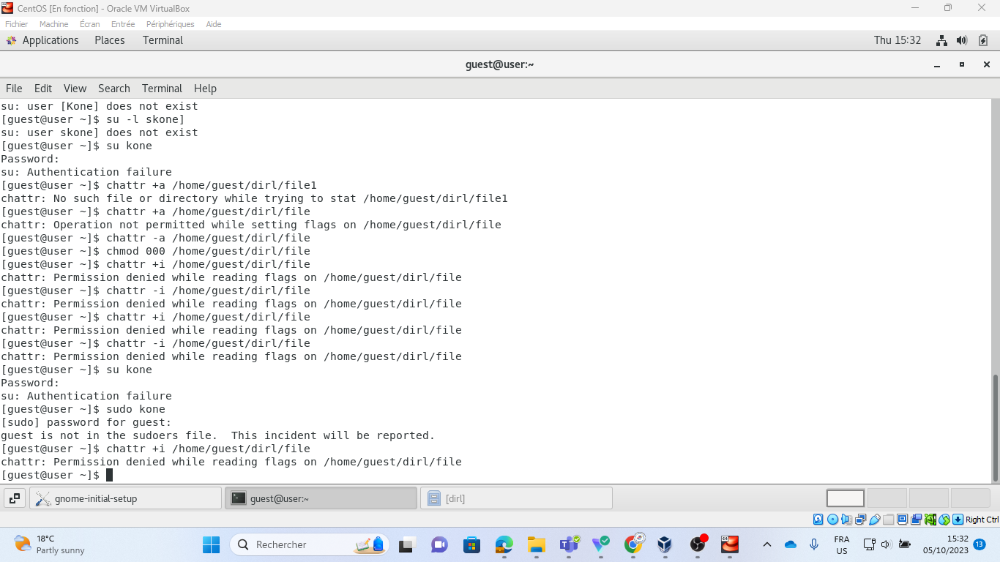 CentOS [En fonction] - Oracle VM VirtualBox
Fichier Machine Écran Entrée Périphériques Aide
Applications Places Terminal Thu 15:32
guest@user:~
File Edit View Search Terminal Help
su: user [Kone] does not exist
[guest@user ~]$ su -l skone]
su: user skone] does not exist
[guest@user ~]$ su kone
Password:
su: Authentication failure
[guest@user ~]$ chattr +a /home/guest/dirl/file1
chattr: No such file or directory while trying to stat /home/guest/dirl/file1
[guest@user ~]$ chattr +a /home/guest/dirl/file
chattr: Operation not permitted while setting flags on /home/guest/dirl/file
[guest@user ~]$ chattr -a /home/guest/dirl/file
[guest@user ~]$ chmod 000 /home/guest/dirl/file
[guest@user ~]$ chattr +i /home/guest/dirl/file
chattr: Permission denied while reading flags on /home/guest/dirl/file
[guest@user ~]$ chattr -i /home/guest/dirl/file
chattr: Permission denied while reading flags on /home/guest/dirl/file
[guest@user ~]$ chattr +i /home/guest/dirl/file
chattr: Permission denied while reading flags on /home/guest/dirl/file
[guest@user ~]$ chattr -i /home/guest/dirl/file
chattr: Permission denied while reading flags on /home/guest/dirl/file
[guest@user ~]$ su kone
Password:
su: Authentication failure
[guest@user ~]$ sudo kone
[sudo] password for guest:
guest is not in the sudoers file.  This incident will be reported.
[guest@user ~]$ chattr +i /home/guest/dirl/file
chattr: Permission denied while reading flags on /home/guest/dirl/file
[guest@user ~]$
gnome-initial-setup guest@user:~ [dirl]
Right Ctrl
18°C
Partly sunny
Rechercher
FRA
US
15:32
05/10/2023
13